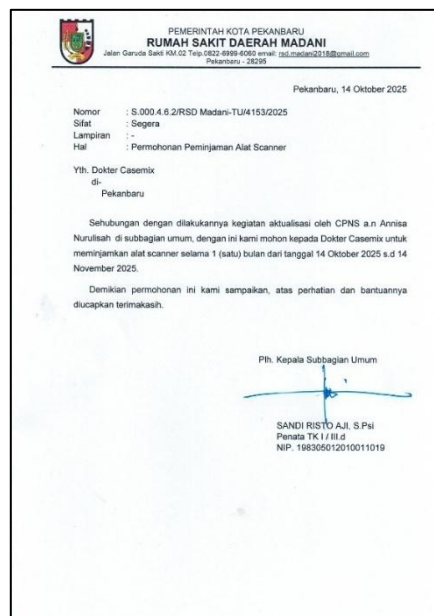 PEMERINTAH KOTA PEKANBARU
RUMAH SAKIT DAERAH MADANI
Jalan Garuda Sakti KM.02 Telp.0822-6999-6060 email: rsd.madani2018@gmail.com
Pekanbaru - 28295
Pekanbaru, 14 Oktober 2025
Nomor : S.000.4.6.2/RSD Madani-TU/4153/2025
Sifat : Segera
Lampiran : -
Hal : Permohonan Peminjaman Alat Scanner
Yth. Dokter Casemix
di-
Pekanbaru
Sehubungan dengan dilakukannya kegiatan aktualisasi oleh CPNS a.n Annisa
Nurulisah di subbagian umum, dengan ini kami mohon kepada Dokter Casemix untuk
meminjamkan alat scanner selama 1 (satu) bulan dari tanggal 14 Oktober 2025 s.d 14
November 2025.
Demikian permohonan ini kami sampaikan, atas perhatian dan bantuannya
diucapkan terimakasih.
Plh. Kepala Subbagian Umum
SANDI RISTO AJI, S.Psi
Penata TK I / III.d
NIP. 198305012010011019